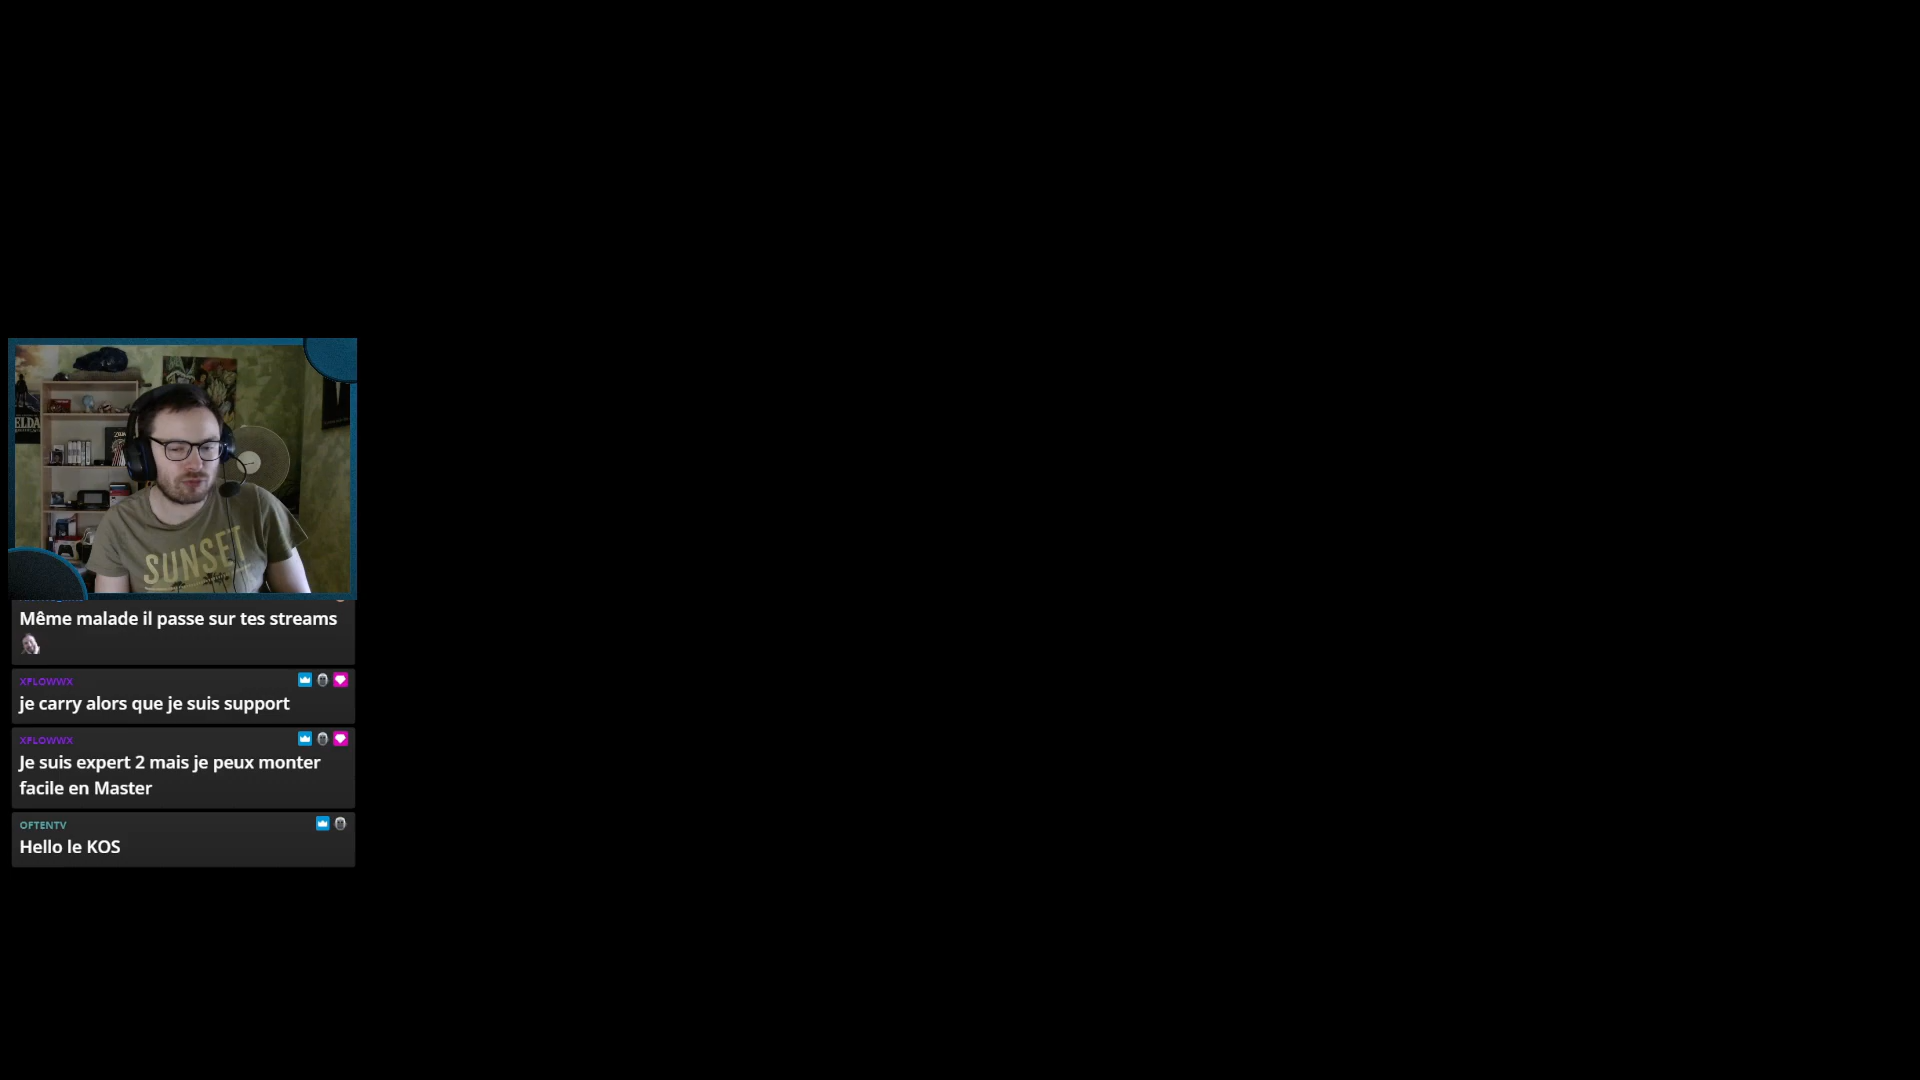 ELDA
SUNSET
Même malade il passe sur tes streams
XFLOWWX
je carry alors que je suis support
XFLOWWX
Je suis expert 2 mais je peux monter
facile en Master
OFTENTV
Hello le KOS